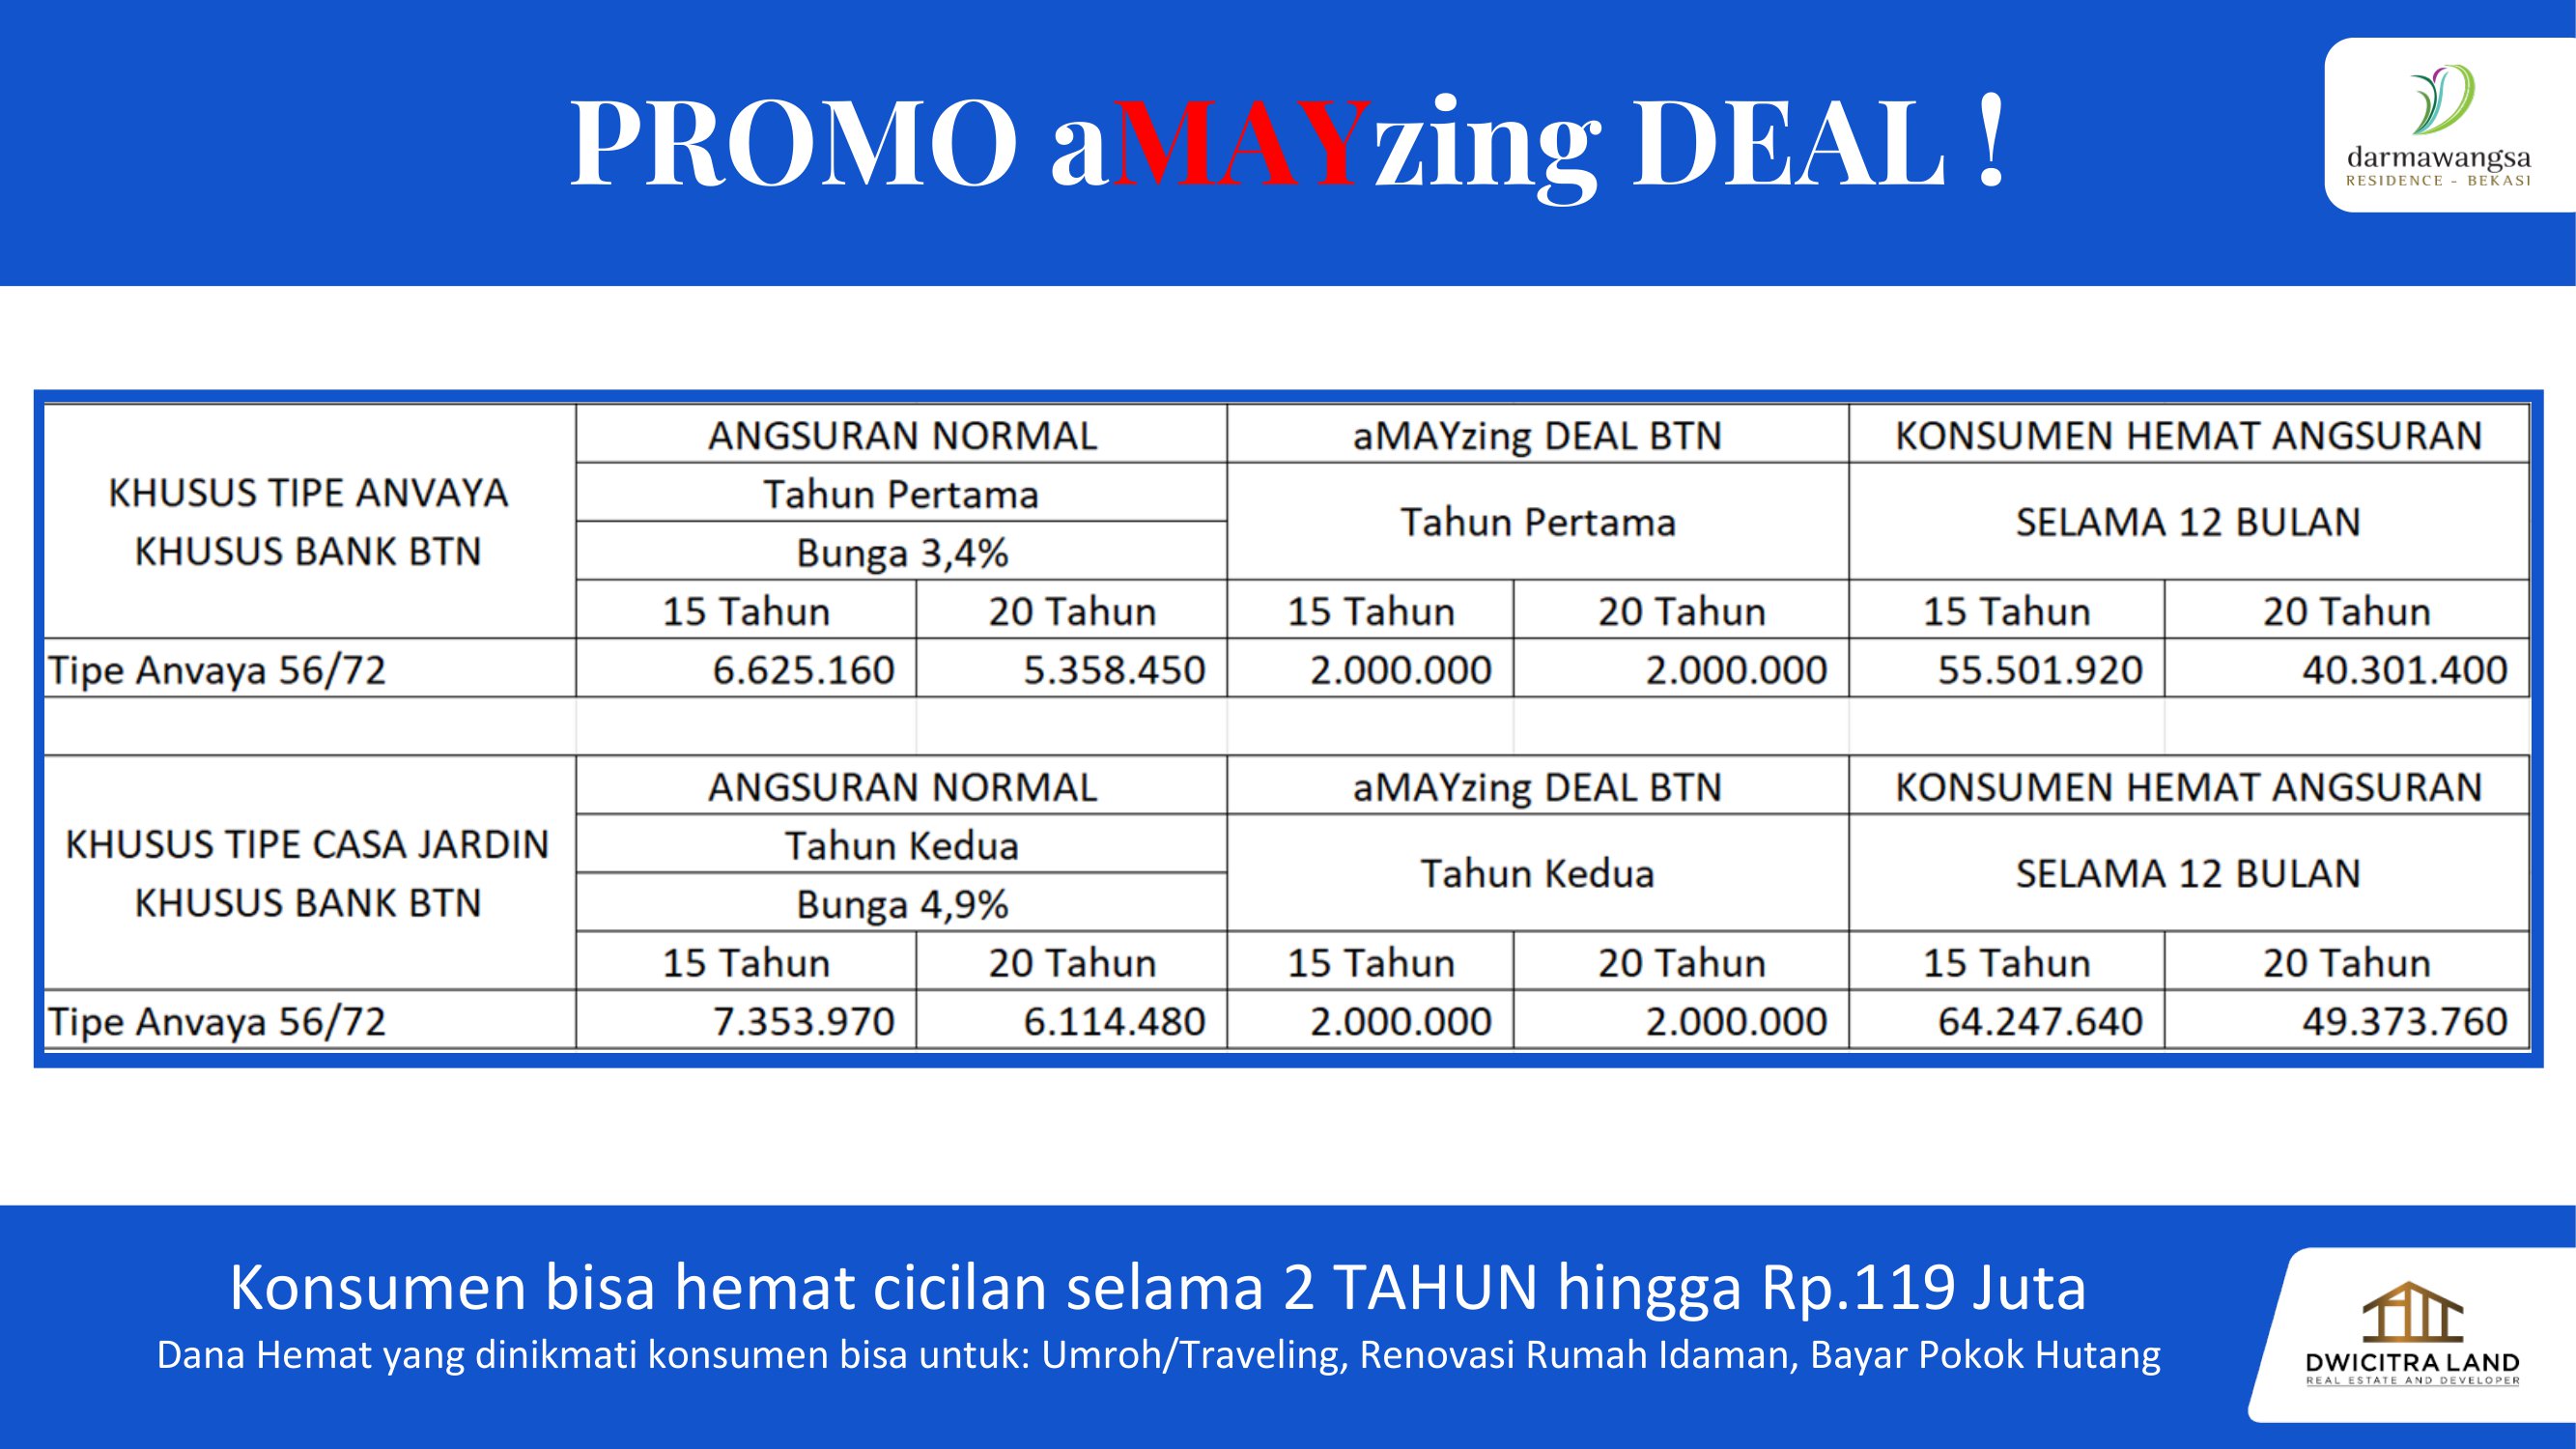 PROMO aMAYzing DEAL !
darmawangsa
RESIDENCE - BEKASI
KHUSUS TIPE ANVAYA
KHUSUS BANK BTN
ANGSURAN NORMAL
aMAYzing DEAL BTN
KONSUMEN HEMAT ANGSURAN
Tahun Pertama
Tahun Pertama
SELAMA 12 BULAN
Bunga 3,4%
15 Tahun 20 Tahun 15 Tahun 20 Tahun 15 Tahun 20 Tahun
Tipe Anvaya 56/72 6.625.160 5.358.450 2.000.000 2.000.000 55.501.920 40.301.400
KHUSUS TIPE CASA JARDIN
KHUSUS BANK BTN
ANGSURAN NORMAL
aMAYzing DEAL BTN
KONSUMEN HEMAT ANGSURAN
Tahun Kedua
Tahun Kedua
SELAMA 12 BULAN
Bunga 4,9%
15 Tahun 20 Tahun 15 Tahun 20 Tahun 15 Tahun 20 Tahun
Tipe Anvaya 56/72 7.353.970 6.114.480 2.000.000 2.000.000 64.247.640 49.373.760
Konsumen bisa hemat cicilan selama 2 TAHUN hingga Rp.119 Juta
Dana Hemat yang dinikmati konsumen bisa untuk: Umroh/Traveling, Renovasi Rumah Idaman, Bayar Pokok Hutang
DWICITRA LAND
REAL ESTATE AND DEVELOPER